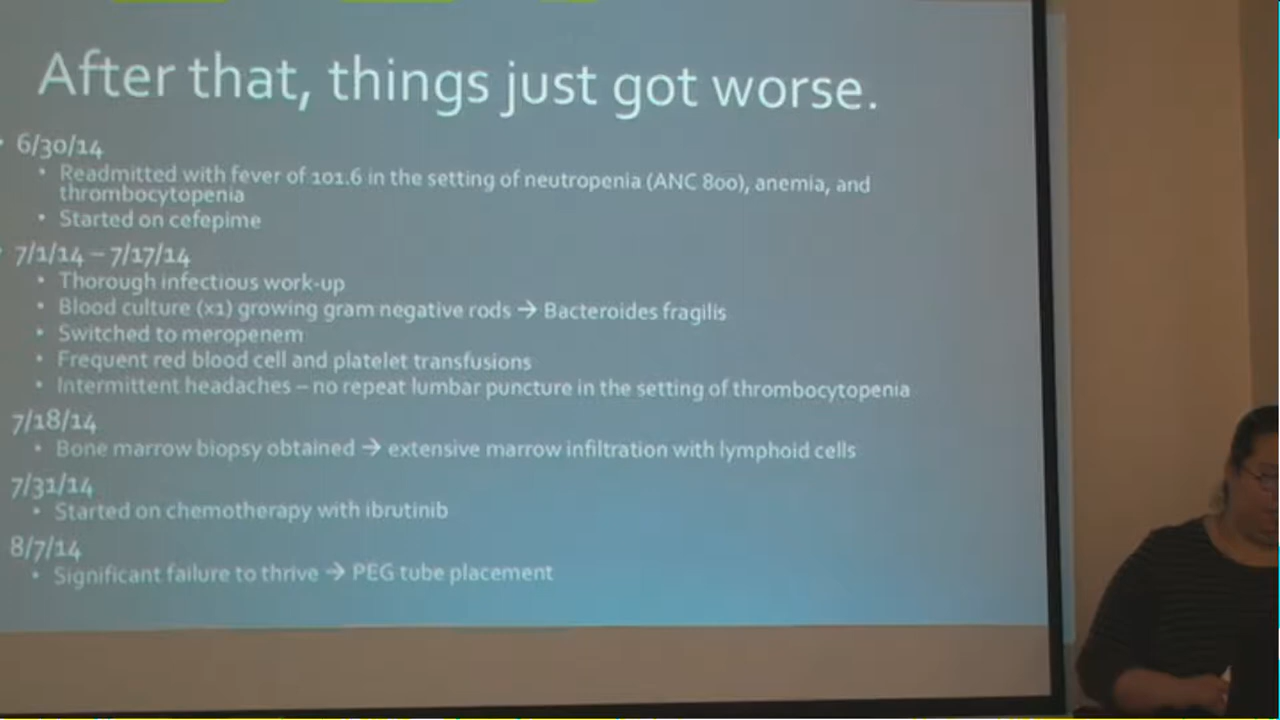 After that, things just got worse.
• 6/30/14
• Readmitted with fever of 101.6 in the setting of neutropenia (ANC 800), anemia, and
thrombocytopenia
• Started on cefepime
• 7/1/14 – 7/17/14
• Thorough infectious work-up
• Blood culture (x1) growing gram negative rods → Bacteroides fragilis
• Switched to meropenem
• Frequent red blood cell and platelet transfusions
• Intermittent headaches – no repeat lumbar puncture in the setting of thrombocytopenia
7/18/14
• Bone marrow biopsy obtained → extensive marrow infiltration with lymphoid cells
7/31/14
• Started on chemotherapy with ibrutinib
8/7/14
• Significant failure to thrive → PEG tube placement